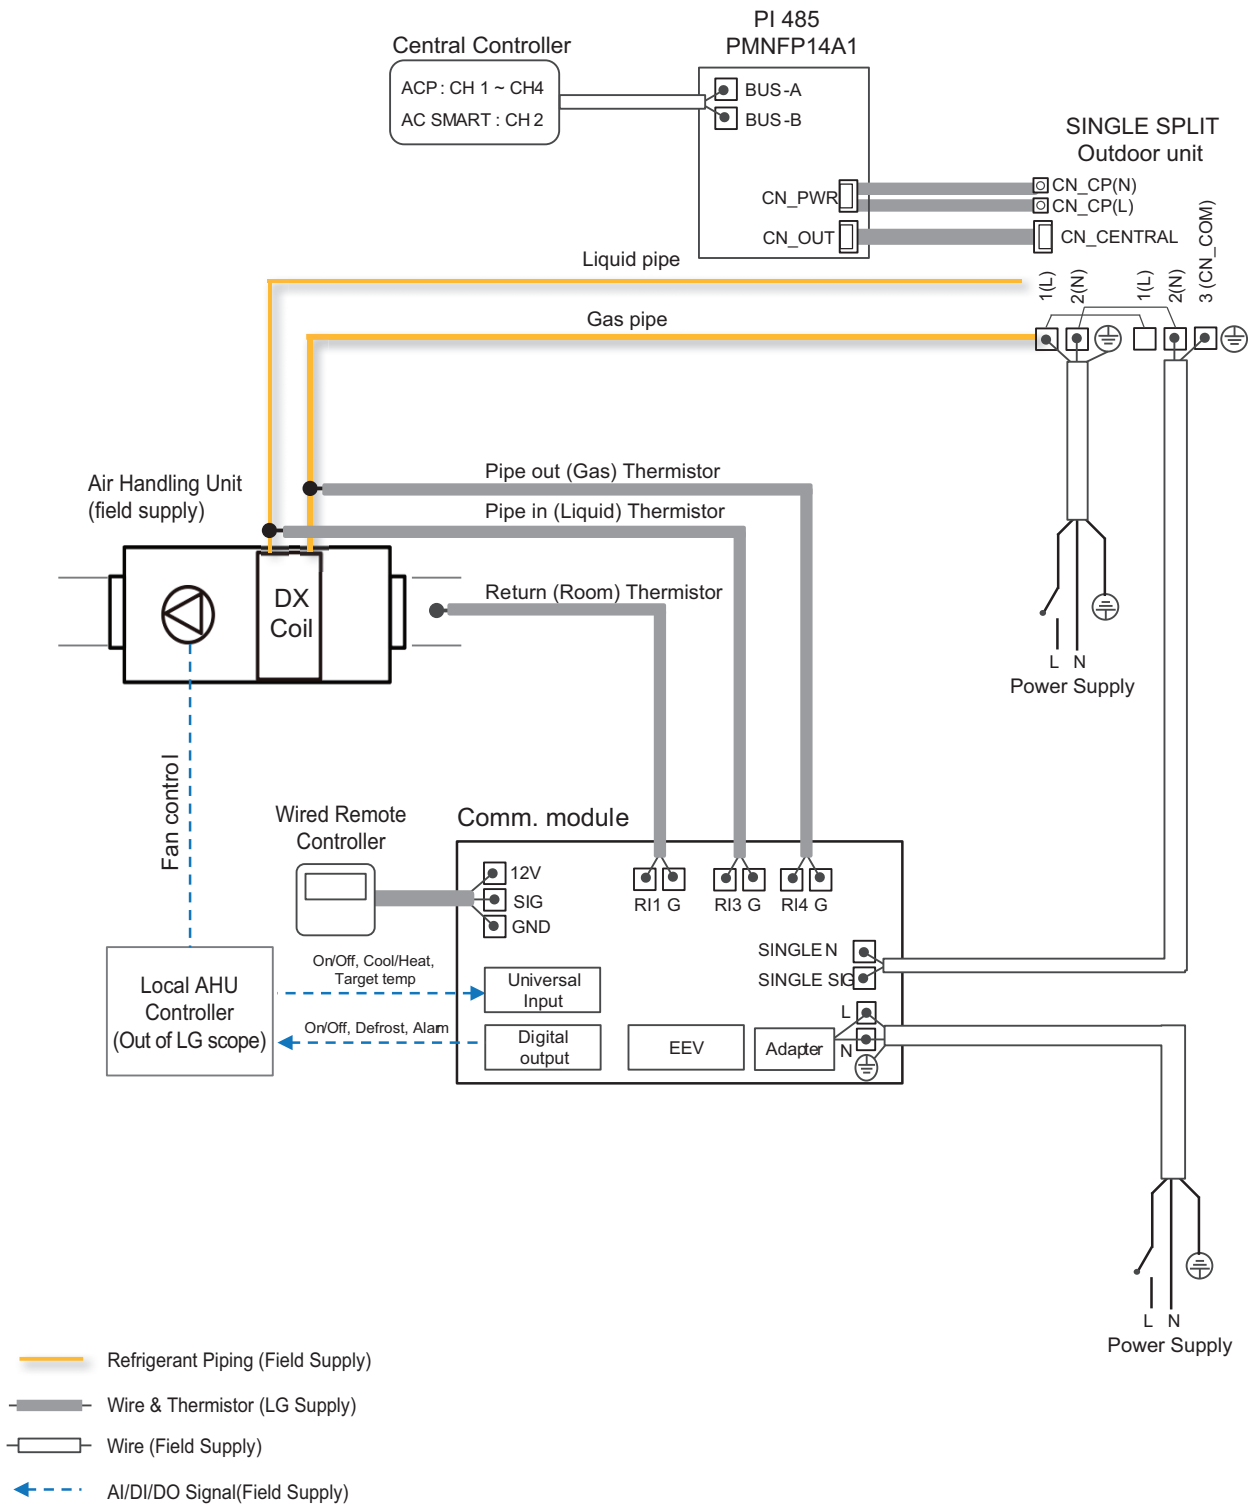 PI 485
PMNFP14A1
Central Controller
ACP : CH 1 ~ CH4
AC SMART : CH 2
BUS-A
BUS-B
SINGLE SPLIT
Outdoor unit
CN_PWR
CN_OUT
CN_CP(N)
CN_CP(L)
CN_CENTRAL
Liquid pipe
Gas pipe
1(L)
2(N)
1(L)
2(N)
3 (CN_COM)
Air Handling Unit
(field supply)
Pipe out (Gas) Thermistor
Pipe in (Liquid) Thermistor
Return (Room) Thermistor
DX
Coil
L N
Power Supply
Fan control
Wired Remote
Controller
Comm. module
12V
SIG
GND
RI1 G
RI3 G
RI4 G
SINGLE N
SINGLE SIG
L
N
Local AHU
Controller
(Out of LG scope)
On/Off, Cool/Heat,
Target temp
On/Off, Defrost, Alarm
Universal
Input
Digital
output
EEV
Adapter
L N
Power Supply
Refrigerant Piping (Field Supply)
Wire & Thermistor (LG Supply)
Wire (Field Supply)
AI/DI/DO Signal(Field Supply)